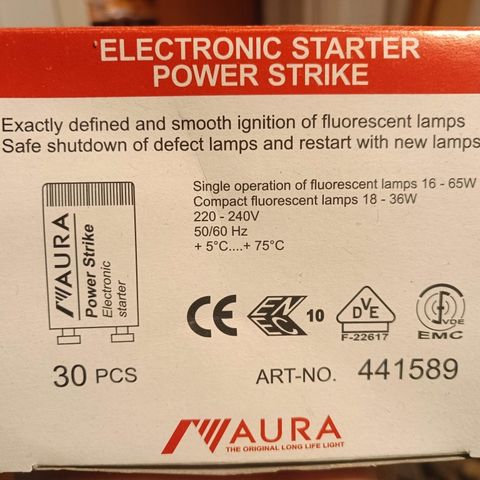 ELECTRONIC STARTER
POWER STRIKE
Exactly defined and smooth ignition of fluorescent lamps
Safe shutdown of defect lamps and restart with new lamps
Single operation of fluorescent lamps 16 - 65W
Compact fluorescent lamps 18 - 36W
220 - 240V
50/60 Hz
+ 5°C....+ 75°C
AURA
Power Strike
Electronic
starter
CE
EN
EC
10
VDE
F-22617
VDE
EMC
30 PCS
ART-NO. 441589
AURA
THE ORIGINAL LONG LIFE LIGHT